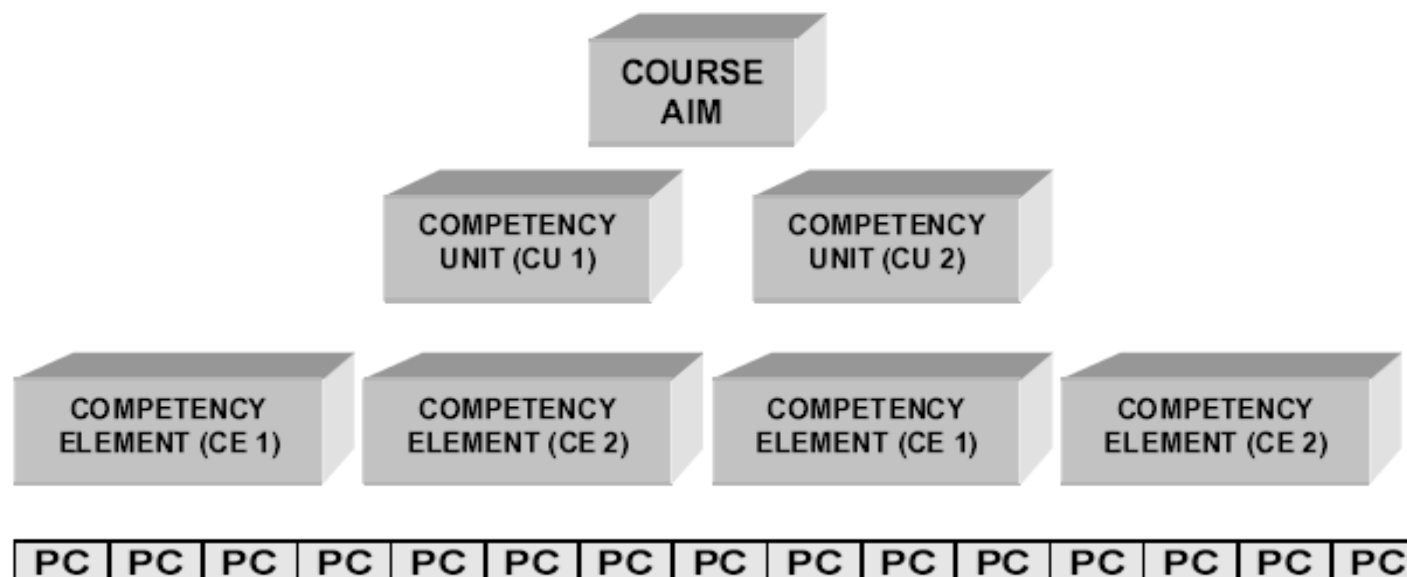 COURSE
AIM
COMPETENCY
UNIT (CU 1)
COMPETENCY
UNIT (CU 2)
COMPETENCY
ELEMENT (CE 1)
COMPETENCY
ELEMENT (CE 2)
COMPETENCY
ELEMENT (CE 1)
COMPETENCY
ELEMENT (CE 2)
PC PC PC PC PC PC PC PC PC PC PC PC PC PC PC